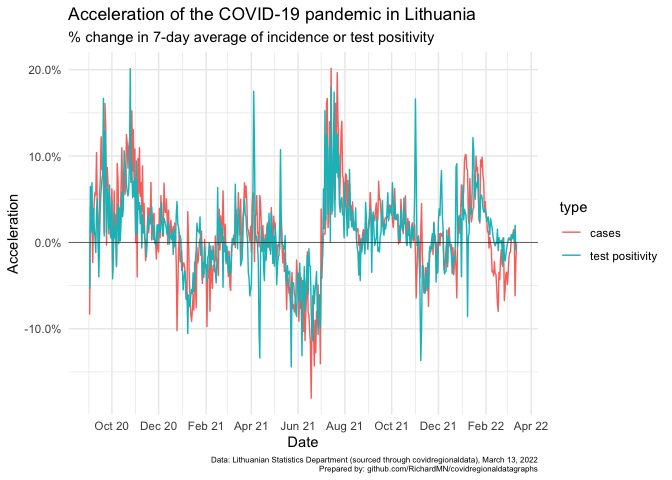 Acceleration of the COVID-19 pandemic in Lithuania
% change in 7-day average of incidence or test positivity
20.0%
10.0%
0.0%
-10.0%
Acceleration
Oct 20 Dec 20 Feb 21 Apr 21 Jun 21 Aug 21 Oct 21 Dec 21 Feb 22 Apr 22
Date
type
cases
test positivity
Data: Lithuanian Statistics Department (sourced through covidregionaldata), March 13, 2022
Prepared by: github.com/RichardMN/covidregionaldatagraphs